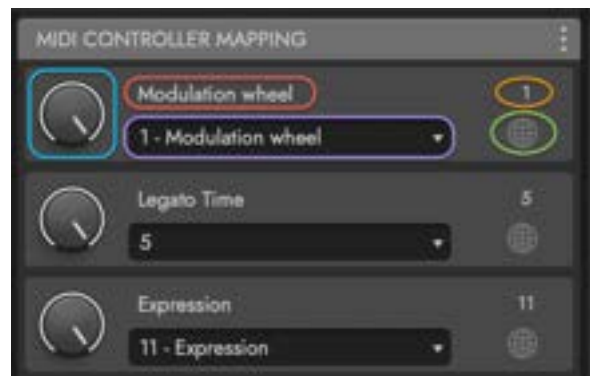 MIDI CONTROLLER MAPPING
Modulation wheel 1
1 - Modulation wheel
Legato Time 5
5
Expression 11
11 - Expression